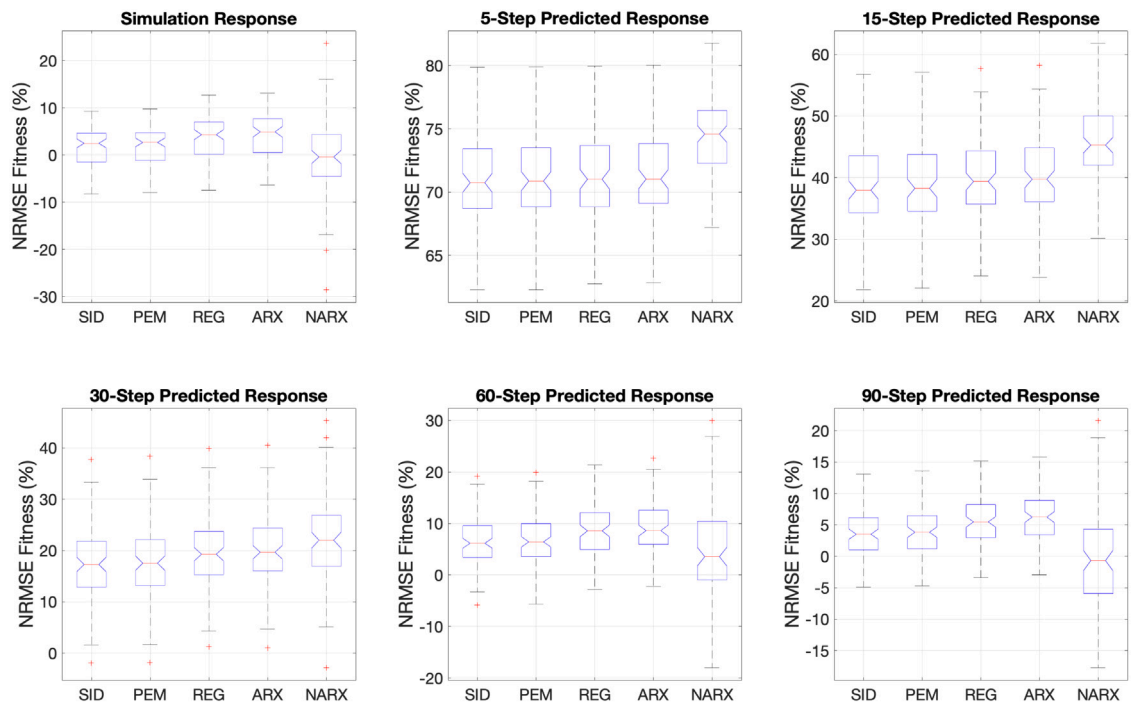 Simulation Response
NRMSE Fitness (%)
20
10
0
-10
-20
-30
SID PEM REG ARX NARX
5-Step Predicted Response
NRMSE Fitness (%)
80
75
70
65
SID PEM REG ARX NARX
15-Step Predicted Response
NRMSE Fitness (%)
60
50
40
30
20
SID PEM REG ARX NARX
30-Step Predicted Response
NRMSE Fitness (%)
40
30
20
10
0
SID PEM REG ARX NARX
60-Step Predicted Response
NRMSE Fitness (%)
30
20
10
0
-10
-20
SID PEM REG ARX NARX
90-Step Predicted Response
NRMSE Fitness (%)
20
15
10
5
0
-5
-10
-15
SID PEM REG ARX NARX